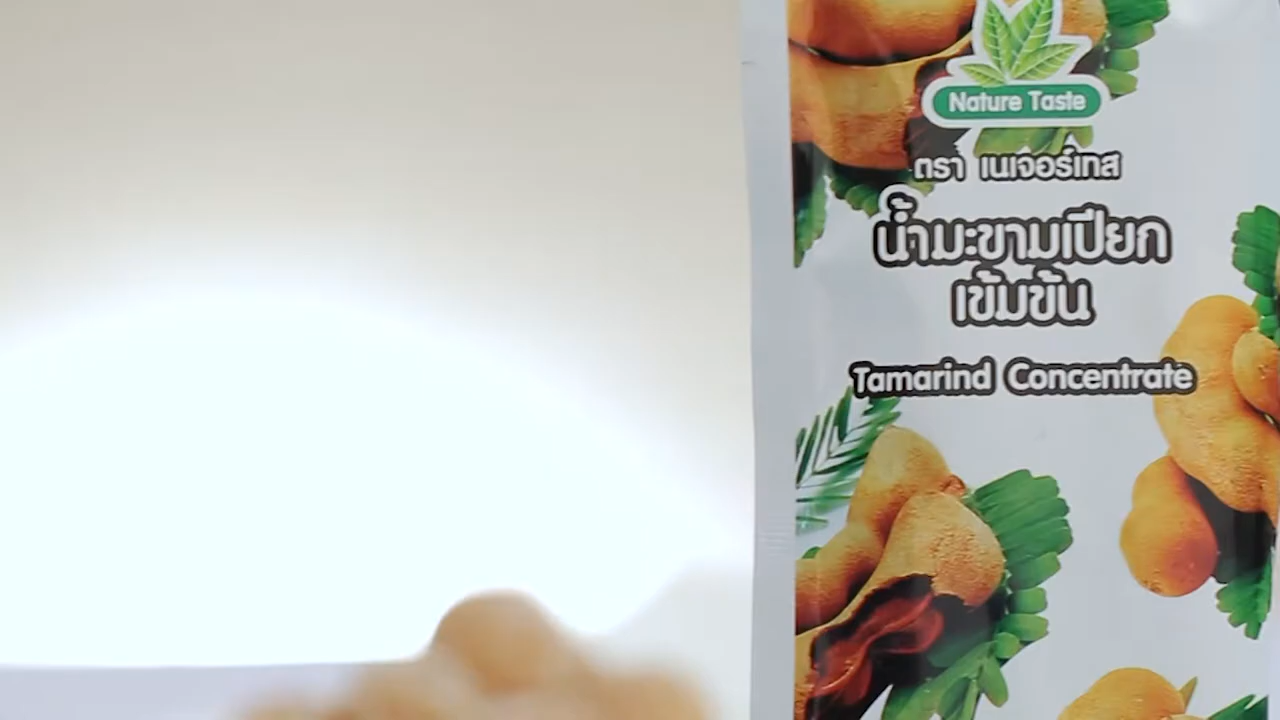 Nature Taste
ตรา เนเจอร์เทส
น้ำมะขามเปียก
เข้มข้น
Tamarind Concentrate